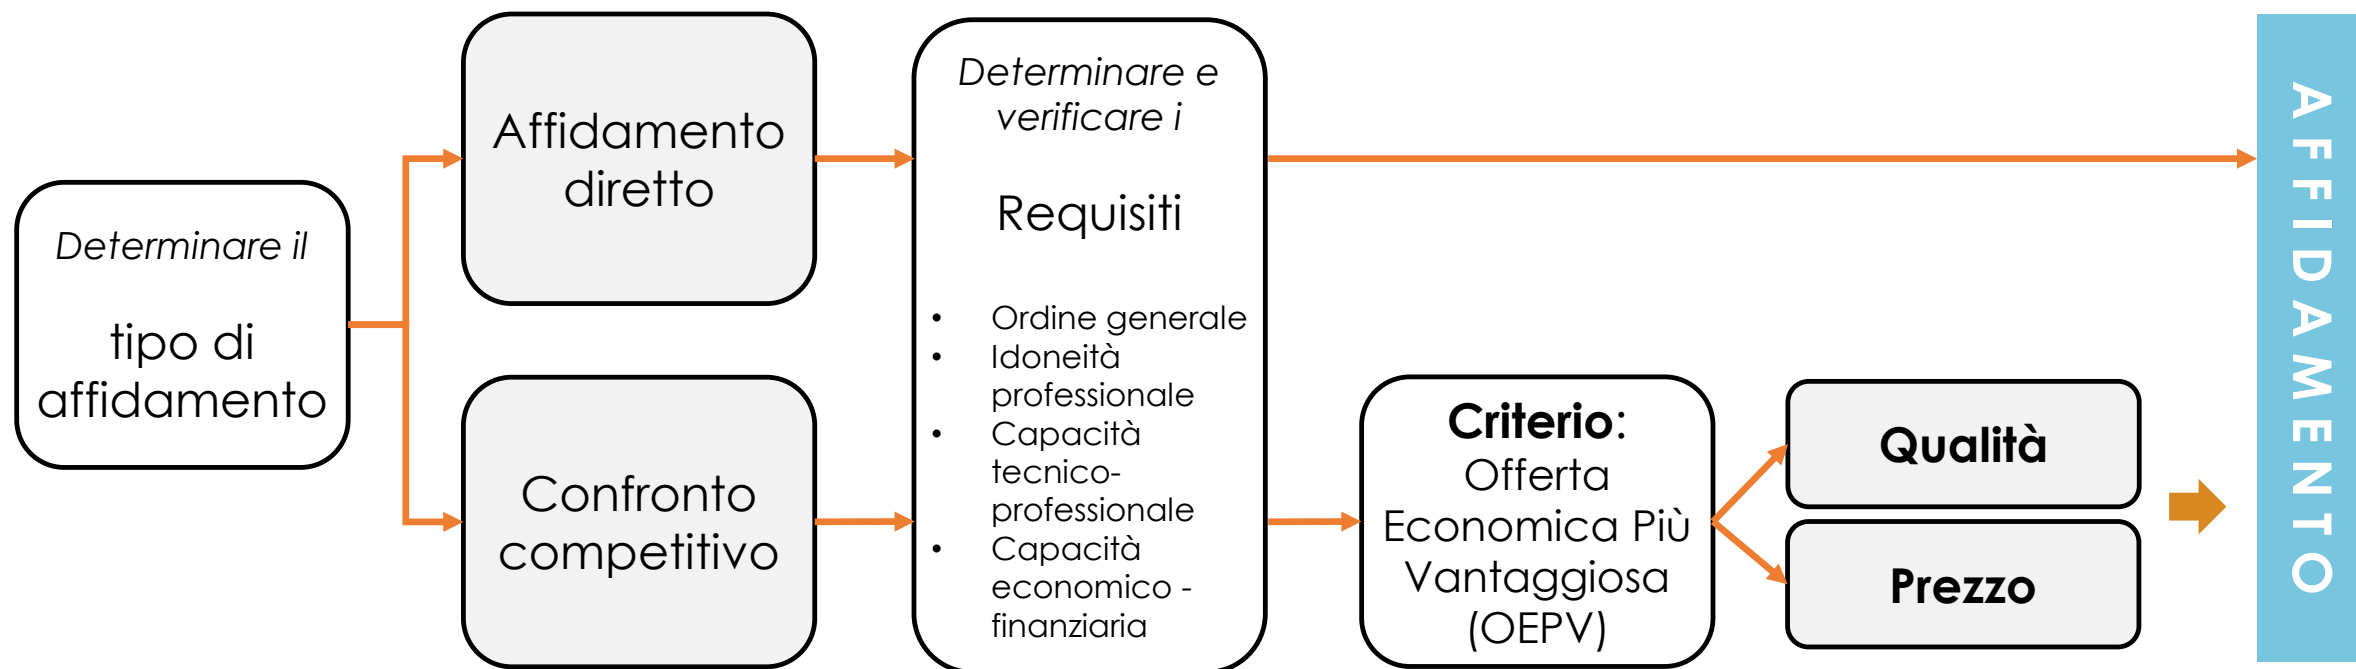 Determinare il
tipo di
affidamento
Affidamento
diretto
Confronto
competitivo
Determinare e
verificare i
Requisiti
• Ordine generale
• Idoneità
professionale
• Capacità
tecnico-
professionale
• Capacità
economico -
finanziaria
Criterio:
Offerta
Economica Più
Vantaggiosa
(OEPV)
Qualità
Prezzo
AFFIDAMENTO